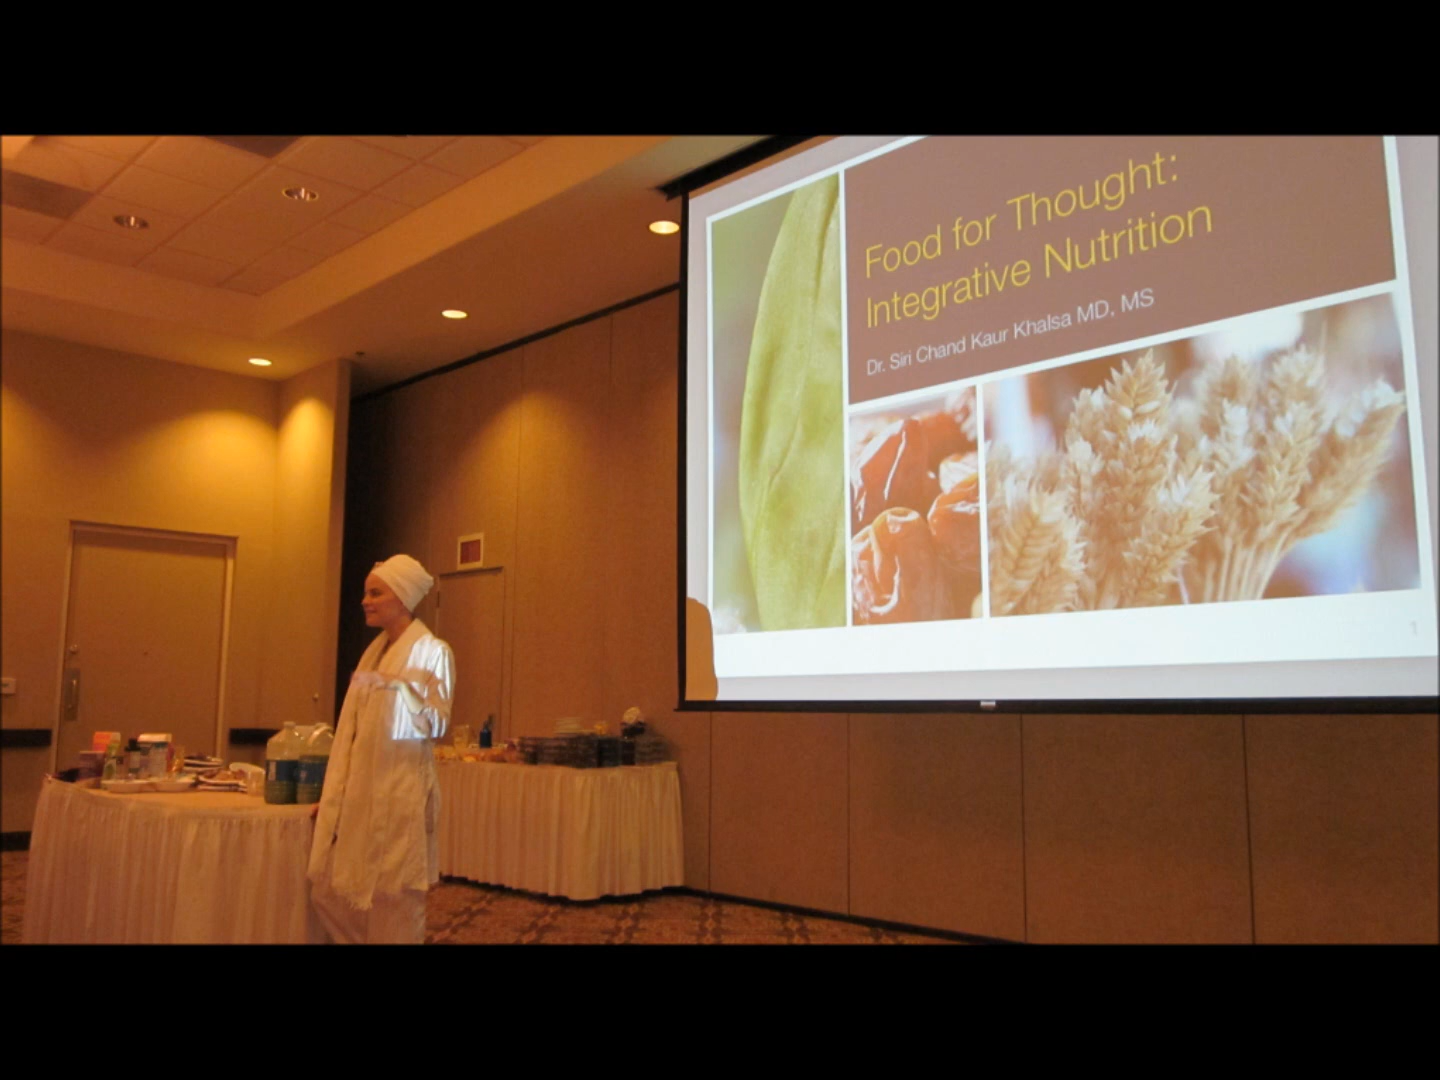 Food for Thought:
Integrative Nutrition
Dr. Siri Chand Kaur Khalsa MD, MS
1